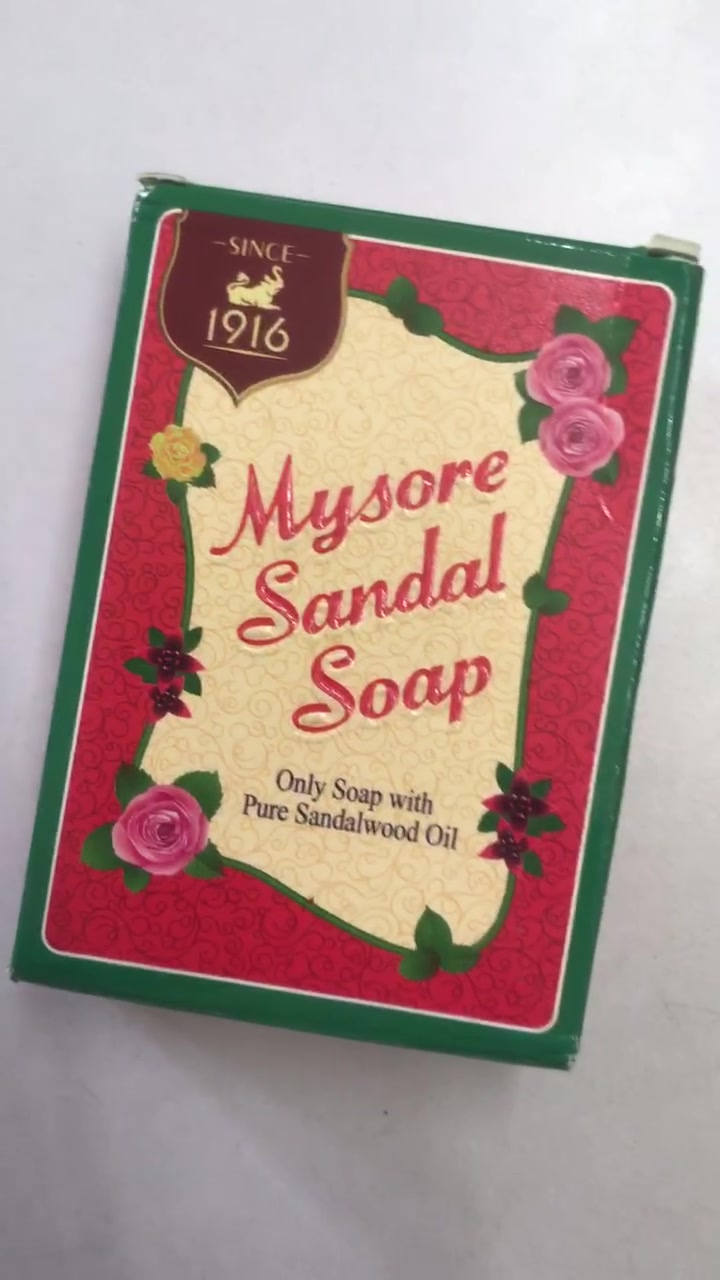 -SINCE-
1916
Mysore
Sandal
Soap
Only Soap with
Pure Sandalwood Oil